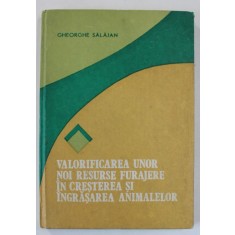 GHEORGHE SĂLĂJAN
VALORIFICAREA UNOR
NOI RESURSE FURAJERE
ÎN CREȘTEREA ȘI
ÎNGRĂȘAREA ANIMALELOR